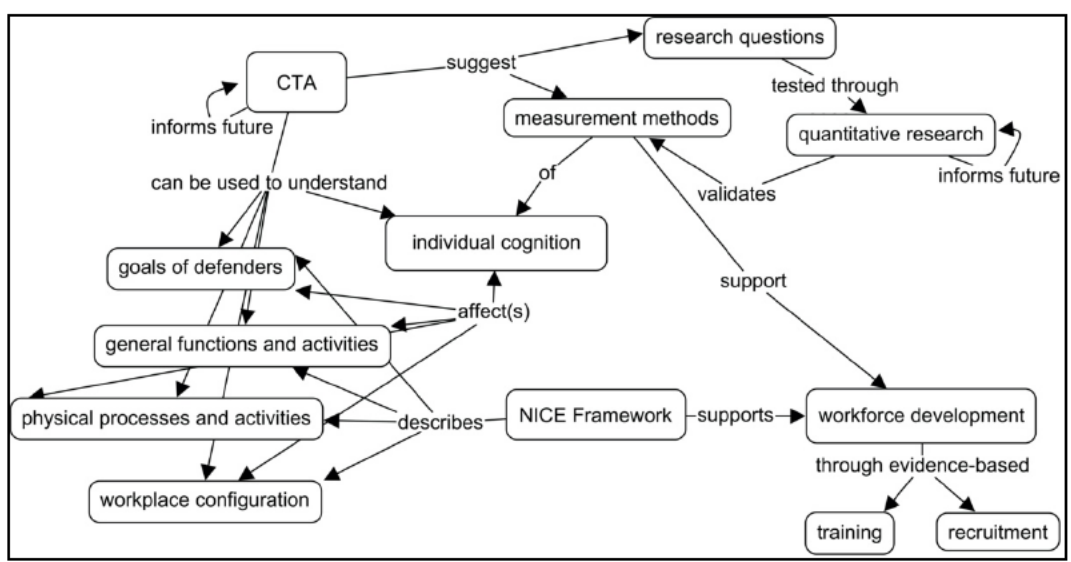 research questions
suggest
CTA
tested through
measurement methods
informs future
quantitative research
of
can be used to understand
validates
informs future
individual cognition
goals of defenders
support
affect(s)
general functions and activities
physical processes and activities
describes
NICE Framework
supports
workforce development
through evidence-based
workplace configuration
training
recruitment